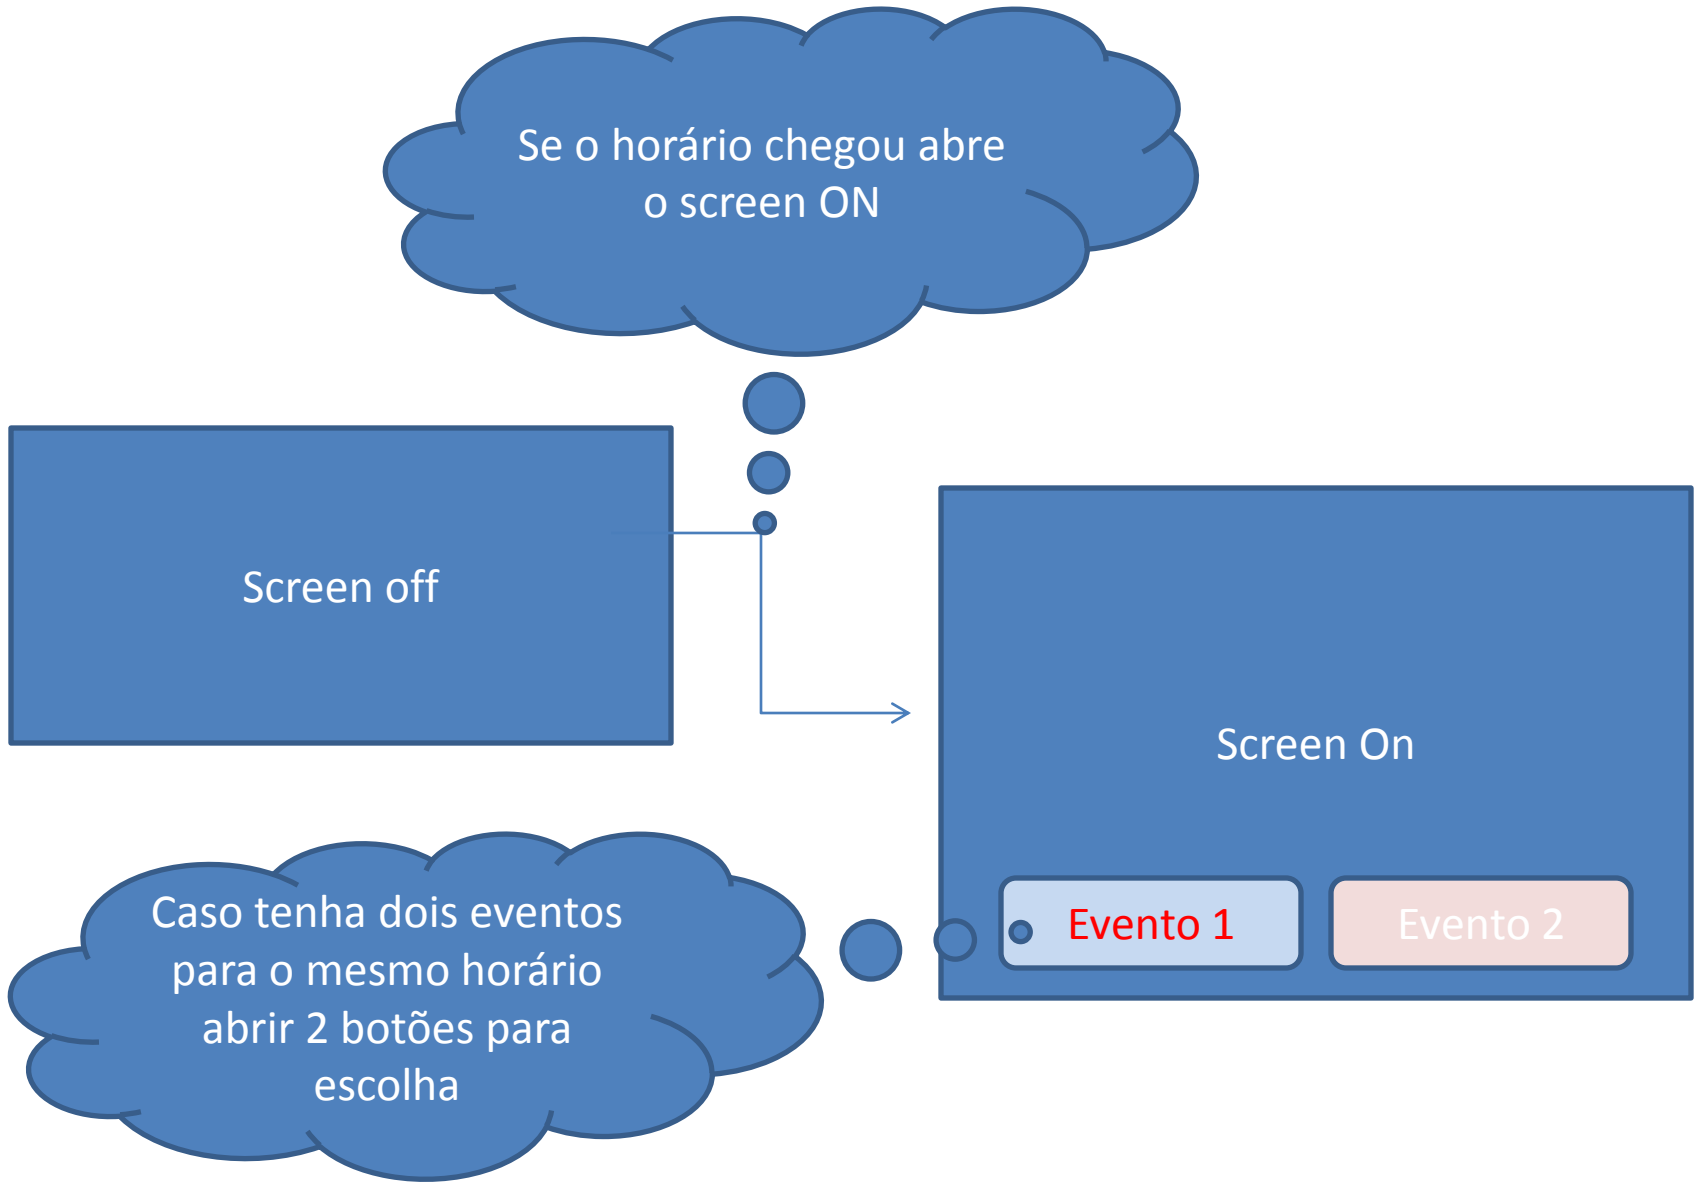 Se o horário chegou abre
o screen ON
Screen off
Screen On
Evento 1
Evento 2
Caso tenha dois eventos
para o mesmo horário
abrir 2 botões para
escolha